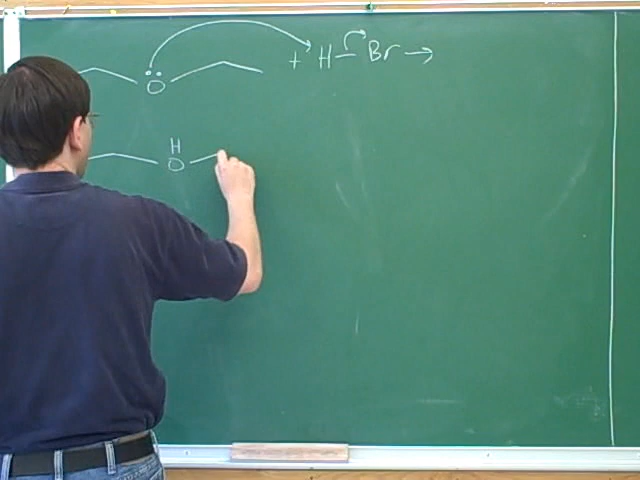 O + H – Br →
H
O